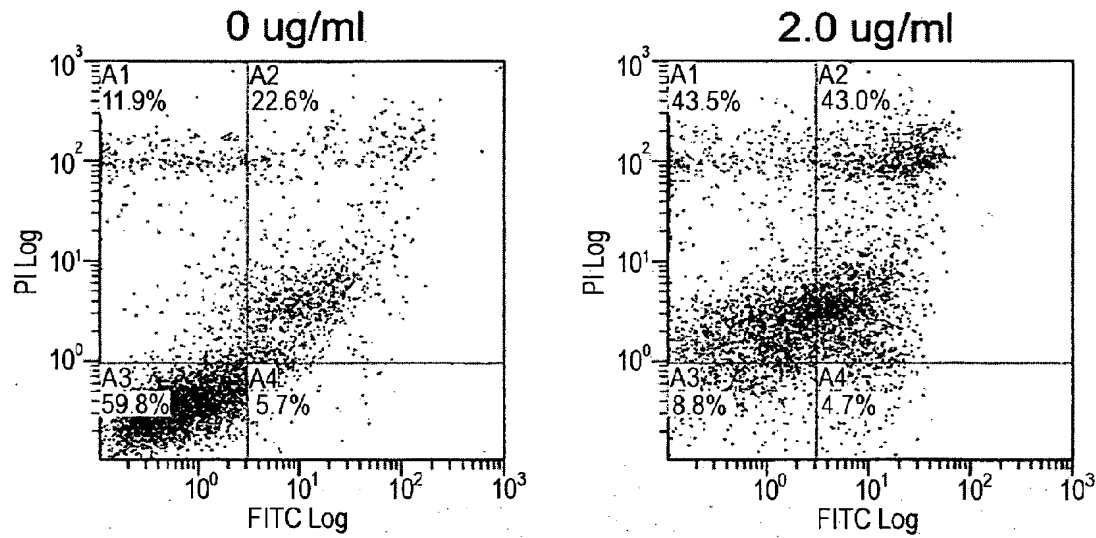 0 ug/ml
10³
A1
11.9%
A2
22.6%
10²
10¹
10⁰
PI Log
A3
59.8%
A4
5.7%
10⁰
10¹
10²
10³
FITC Log
2.0 ug/ml
10³
A1
43.5%
A2
43.0%
10²
10¹
10⁰
PI Log
A3
8.8%
A4
4.7%
10⁰
10¹
10²
10³
FITC Log